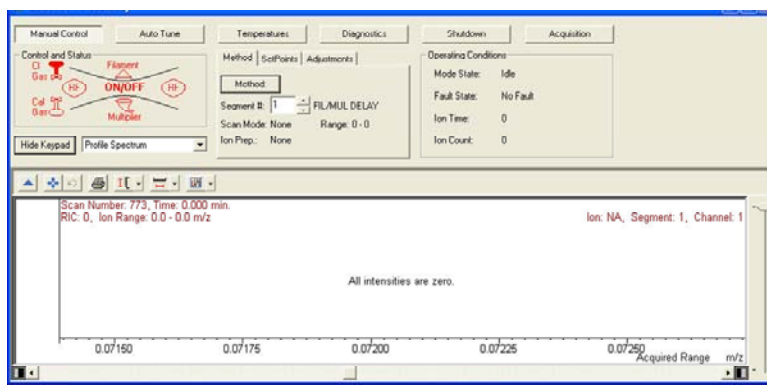 Manual Control Auto Tune Temperatures Diagnostics Shutdown Acquisition
Control and Status
CI
Gas
Filament
RF
ON/OFF
RF
Cal
Gas
Multiplier
Hide Keypad Profile Spectrum
Method SetPoints Adjustments
Method
Segment #: 1 FIL/MUL DELAY
Scan Mode: None Range: 0 - 0
Ion Prep.: None
Operating Conditions
Mode State: Idle
Fault State: No Fault
Ion Time: 0
Ion Count: 0
Scan Number: 773, Time: 0.000 min.
RIC: 0, Ion Range: 0.0 - 0.0 m/z
Ion: NA, Segment: 1, Channel: 1
All intensities are zero.
0.07150 0.07175 0.07200 0.07225 0.07250
Acquired Range m/z